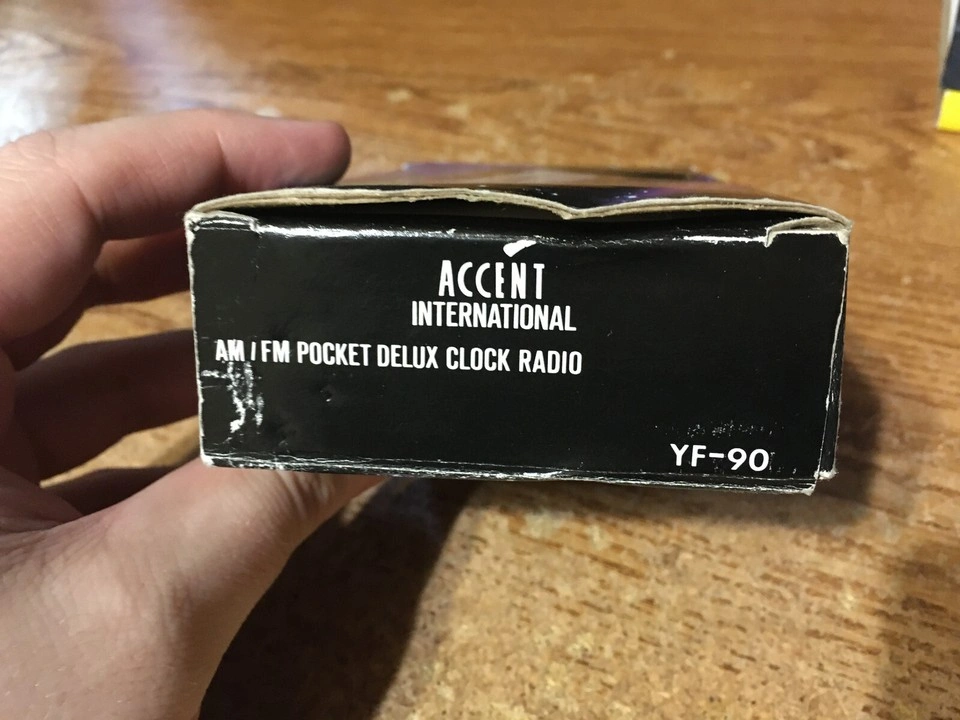 ACCENT
INTERNATIONAL
AM / FM POCKET DELUX CLOCK RADIO
YF-90